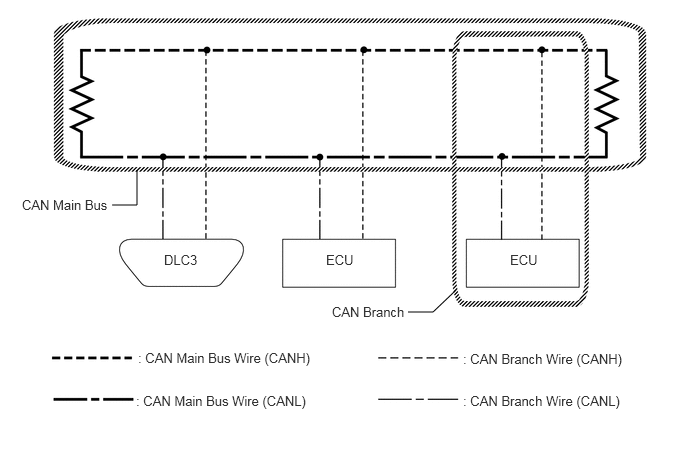 CAN Main Bus
DLC3
ECU
ECU
CAN Branch
: CAN Main Bus Wire (CANH)
: CAN Branch Wire (CANH)
: CAN Main Bus Wire (CANL)
: CAN Branch Wire (CANL)